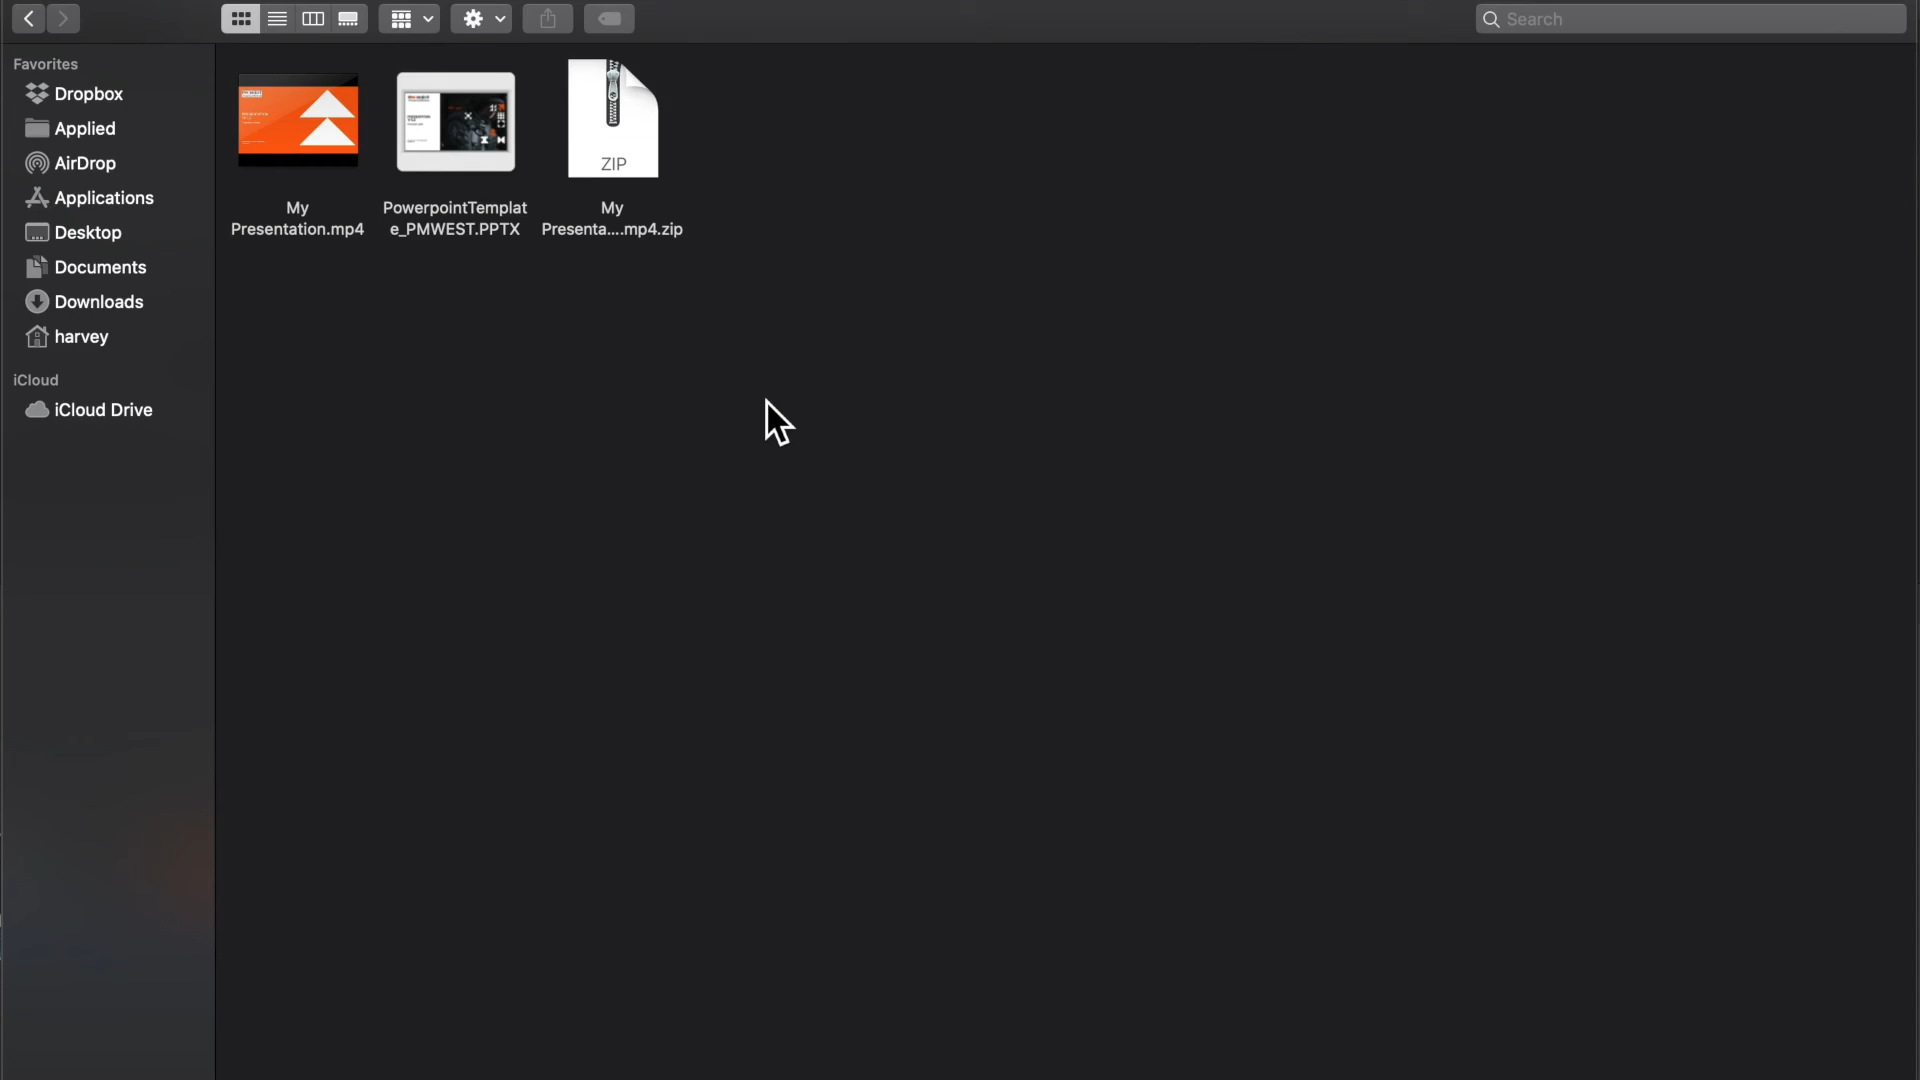 Search
Favorites
Dropbox
Applied
AirDrop
Applications
Desktop
Documents
Downloads
harvey
iCloud
iCloud Drive
My
Presentation.mp4
PowerpointTemplat
e_PMWEST.PPTX
ZIP
My
Presenta....mp4.zip